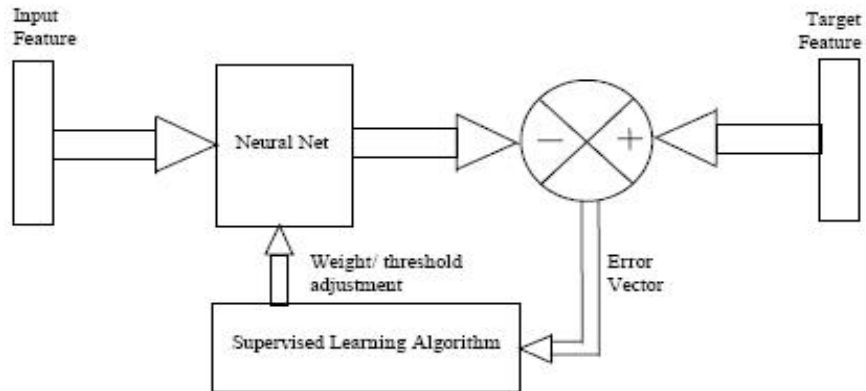 Input
Feature
Target
Feature
Neural Net
−
+
Weight/ threshold
adjustment
Error
Vector
Supervised Learning Algorithm